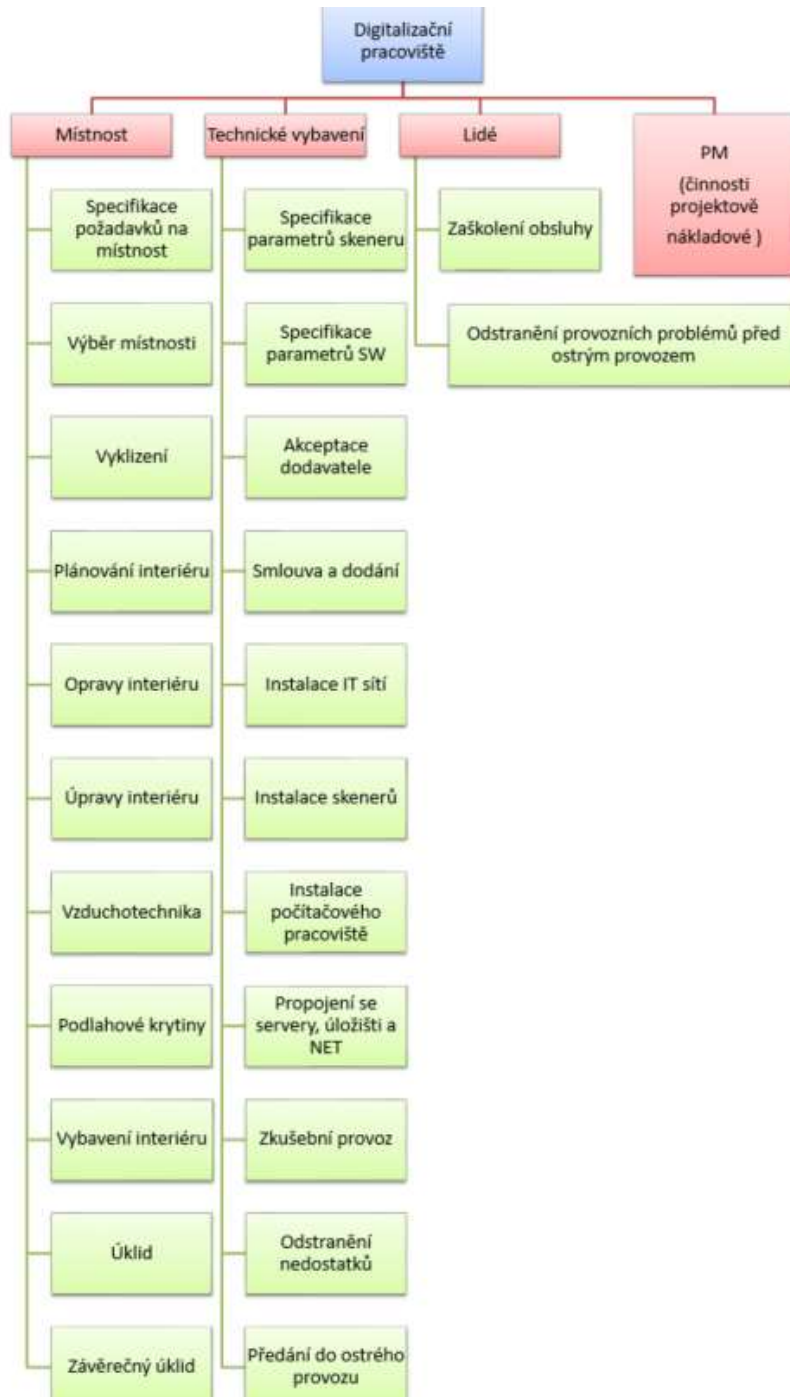 Digitalizační
pracoviště
Místnost
Technické vybavení
Lidé
PM
(činnosti
projektově
nákladové )
Specifikace
požadavků na
místnost
Výběr místnosti
Vyklizení
Plánování interiéru
Opravy interiéru
Úpravy interiéru
Vzduchotechnika
Podlahové krytiny
Vybavení interiéru
Úklid
Závěrečný úklid
Specifikace
parametrů skeneru
Specifikace
parametrů SW
Akceptace
dodavatele
Smlouva a dodání
Instalace IT sítí
Instalace skenerů
Instalace
počítačového
pracoviště
Propojení se
servery, úložišti a
NET
Zkušební provoz
Odstranění
nedostatků
Předání do ostrého
provozu
Zaškolení obsluhy
Odstranění provozních problémů před
ostrým provozem